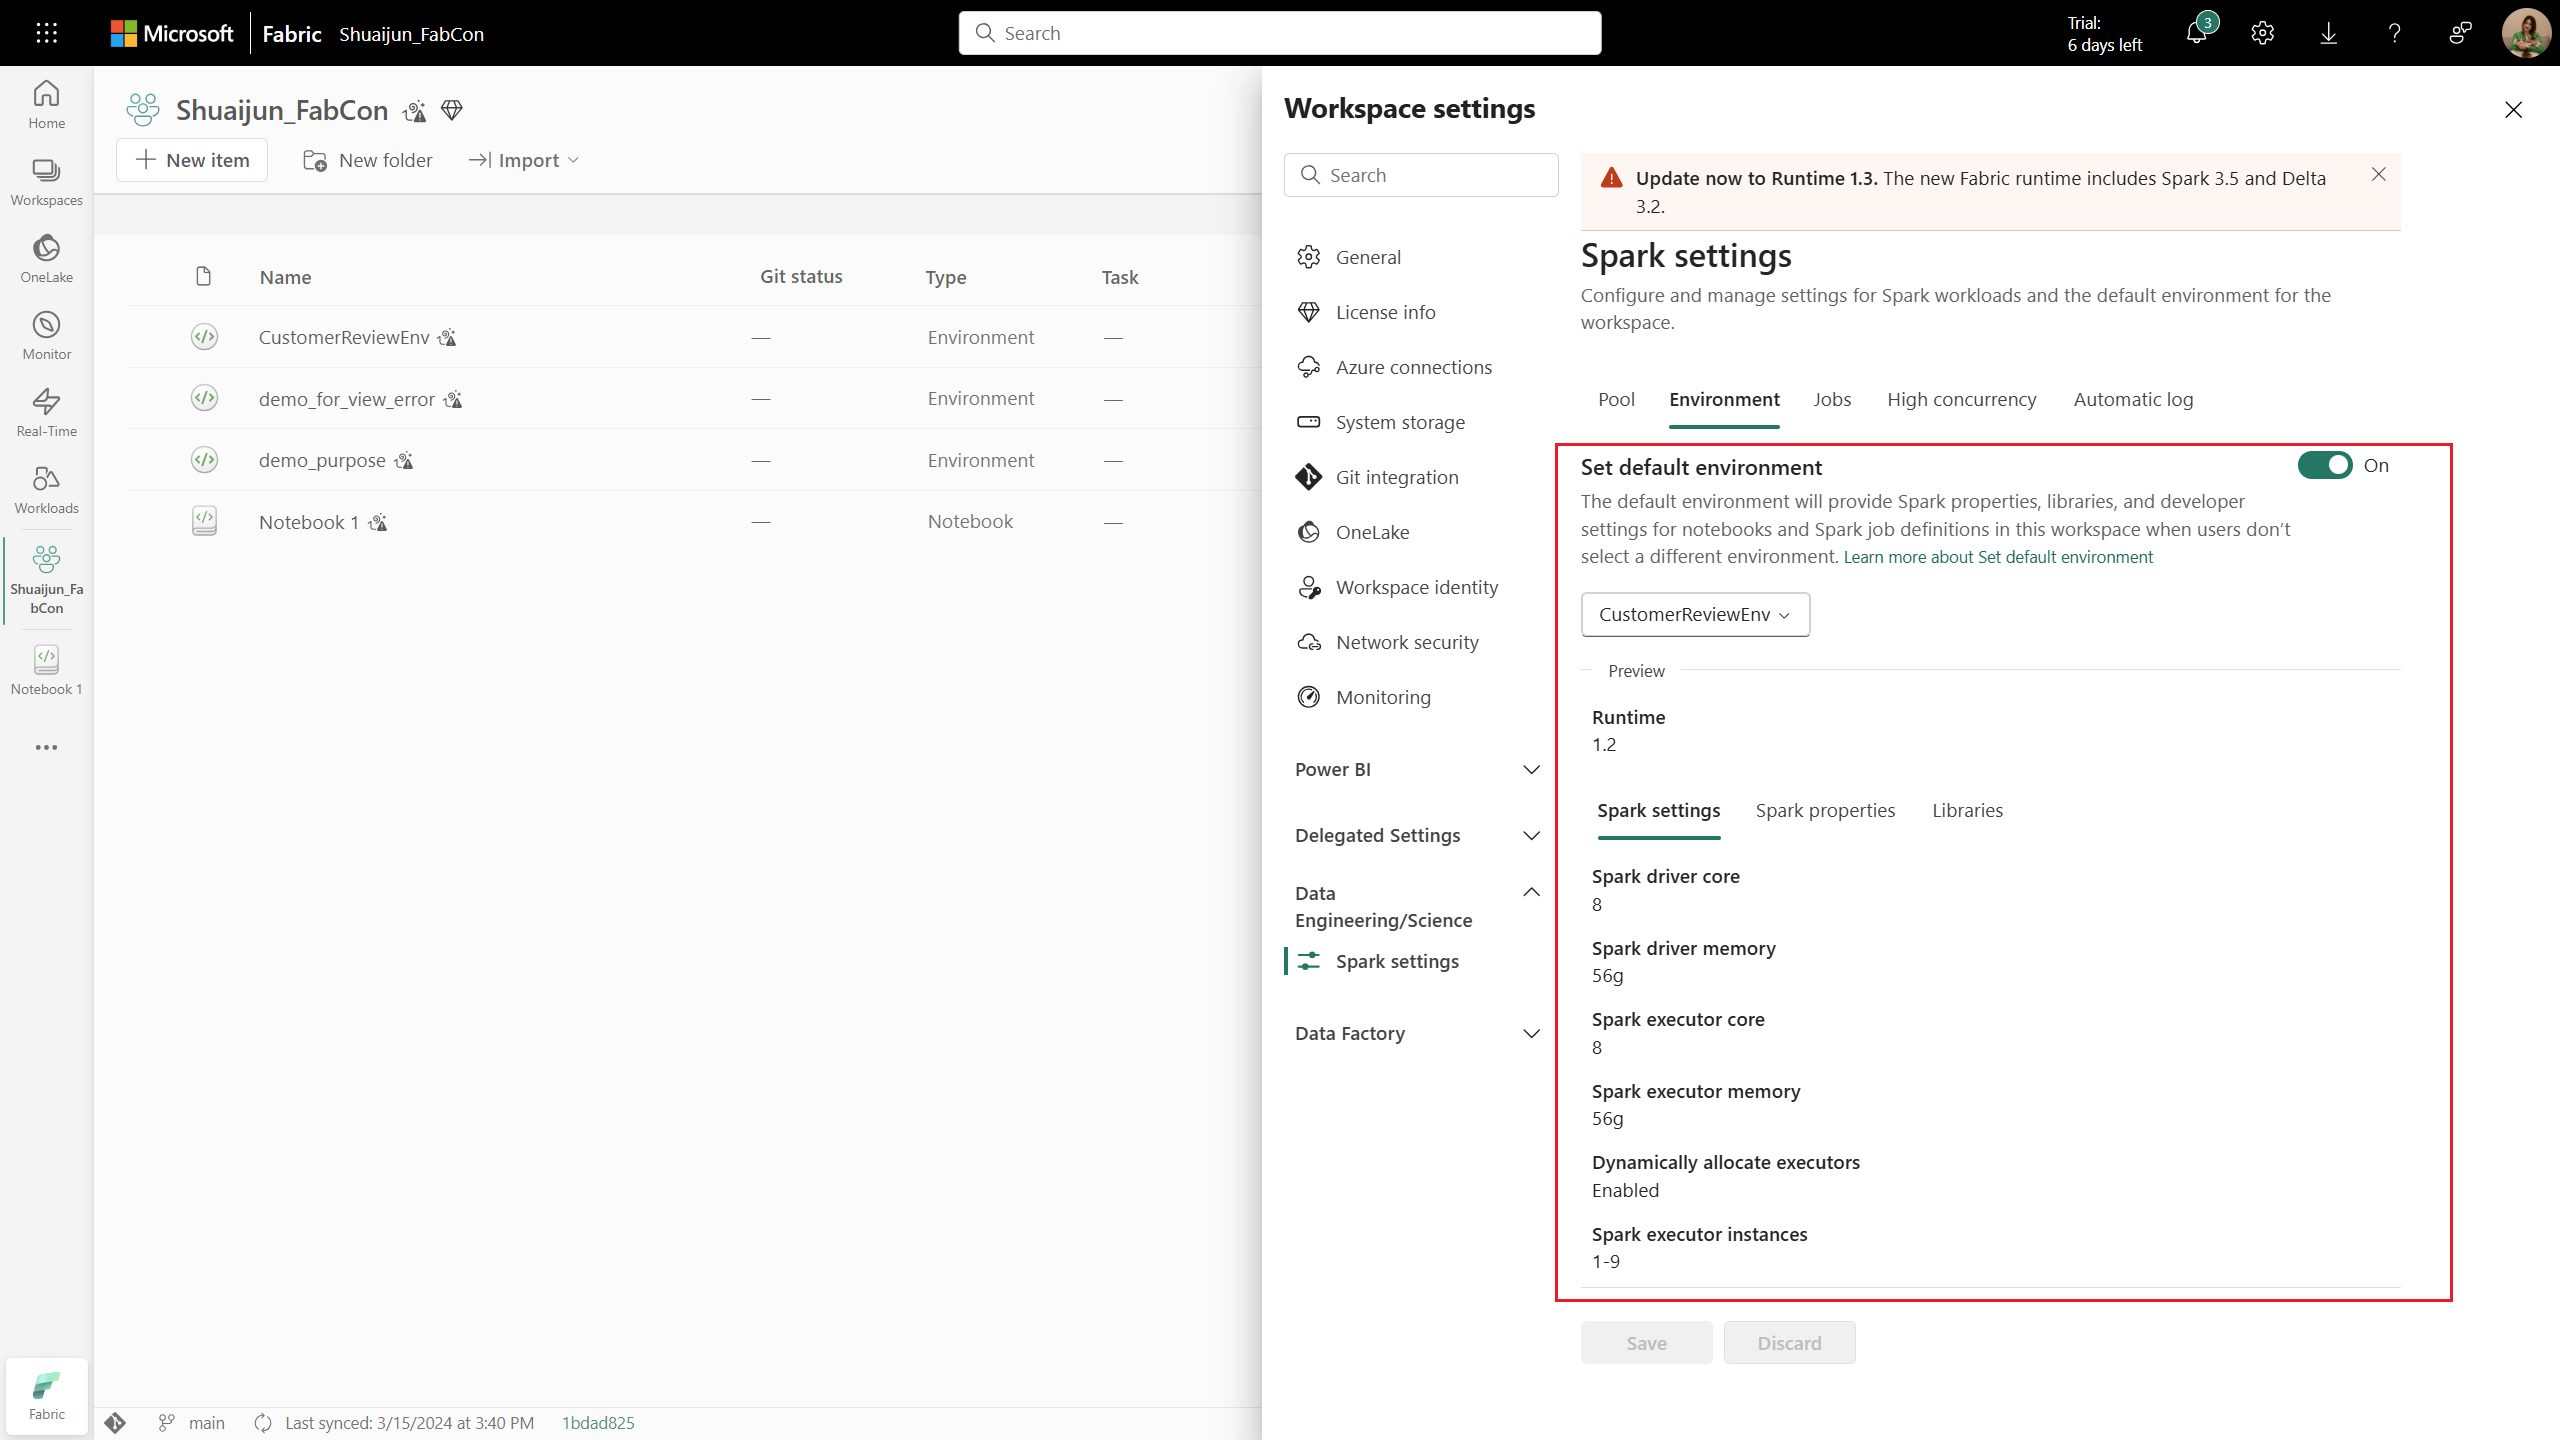 Microsoft Fabric Shuaijun_FabCon
Search
Trial:
6 days left
3
Home
Workspaces
OneLake
Monitor
Real-Time
Workloads
Shuaijun_Fa
bCon
Notebook 1
Fabric
Shuaijun_FabCon
New item
New folder
Import
Name Git status Type Task
CustomerReviewEnv — Environment —
demo_for_view_error — Environment —
demo_purpose — Environment —
Notebook 1 — Notebook —
main
Last synced: 3/15/2024 at 3:40 PM
1bdad825
Workspace settings
Search
General
License info
Azure connections
System storage
Git integration
OneLake
Workspace identity
Network security
Monitoring
Power BI
Delegated Settings
Data
Engineering/Science
Spark settings
Data Factory
Update now to Runtime 1.3. The new Fabric runtime includes Spark 3.5 and Delta
3.2.
Spark settings
Configure and manage settings for Spark workloads and the default environment for the
workspace.
Pool Environment Jobs High concurrency Automatic log
Set default environment
On
The default environment will provide Spark properties, libraries, and developer
settings for notebooks and Spark job definitions in this workspace when users don’t
select a different environment. Learn more about Set default environment
CustomerReviewEnv
Preview
Runtime
1.2
Spark settings Spark properties Libraries
Spark driver core
8
Spark driver memory
56g
Spark executor core
8
Spark executor memory
56g
Dynamically allocate executors
Enabled
Spark executor instances
1-9
Save Discard